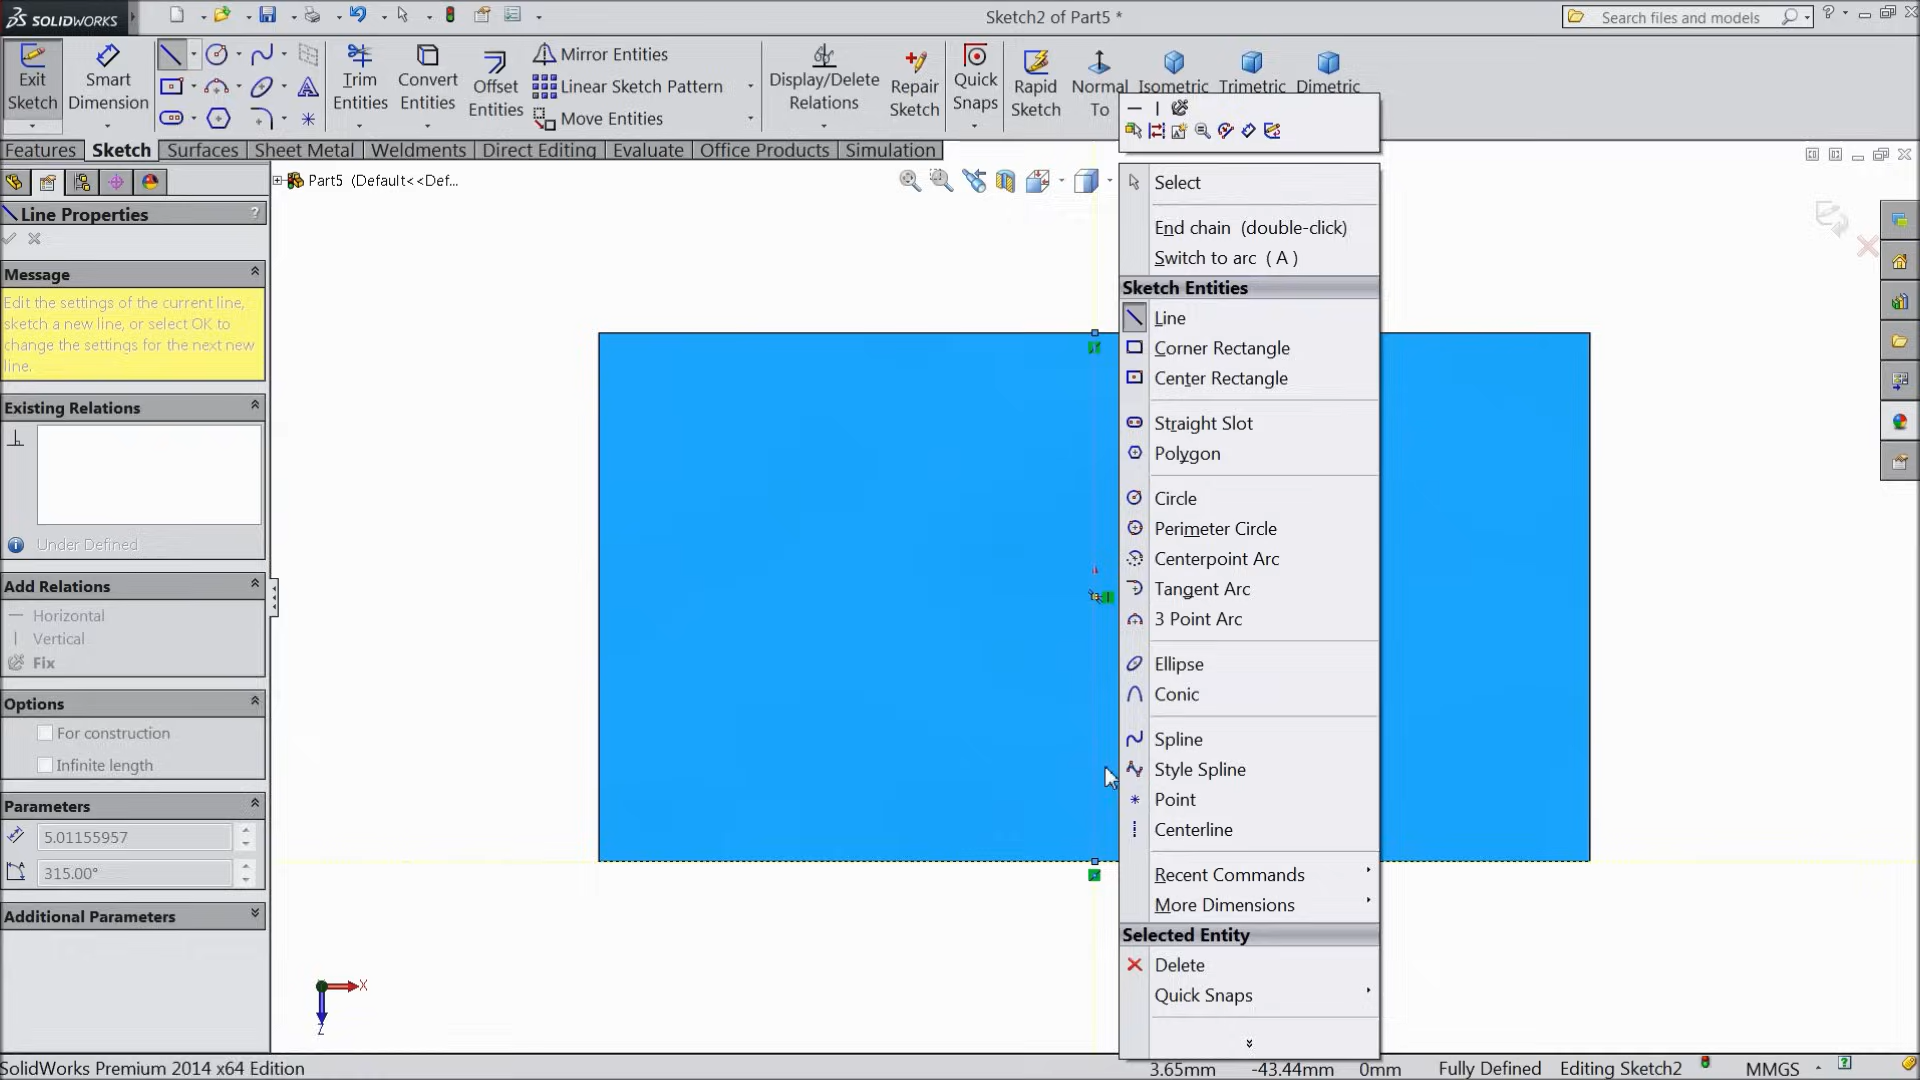 SOLIDWORKS
Sketch2 of Part5 *
Search files and models
?
Exit
Sketch
Smart
Dimension
Trim
Entities
Convert
Entities
Offset
Entities
Mirror Entities
Linear Sketch Pattern
Move Entities
Display/Delete
Relations
Repair
Sketch
Quick
Snaps
Rapid
Sketch
Normal
To
Isometric
Trimetric
Dimetric
Features
Sketch
Surfaces
Sheet Metal
Weldments
Direct Editing
Evaluate
Office Products
Simulation
Part5 (Default<<Def...
Line Properties
?
Message
Edit the settings of the current line,
sketch a new line, or select OK to
change the settings for the next new
line.
Existing Relations
Under Defined
Add Relations
Horizontal
Vertical
Fix
Options
For construction
Infinite length
Parameters
5.01155957
315.00°
Additional Parameters
Select
End chain (double-click)
Switch to arc ( A )
Sketch Entities
Line
Corner Rectangle
Center Rectangle
Straight Slot
Polygon
Circle
Perimeter Circle
Centerpoint Arc
Tangent Arc
3 Point Arc
Ellipse
Conic
Spline
Style Spline
Point
Centerline
Recent Commands
More Dimensions
Selected Entity
Delete
Quick Snaps
X
Z
SolidWorks Premium 2014 x64 Edition
3.65mm
-43.44mm
0mm
Fully Defined
Editing Sketch2
MMGS
?